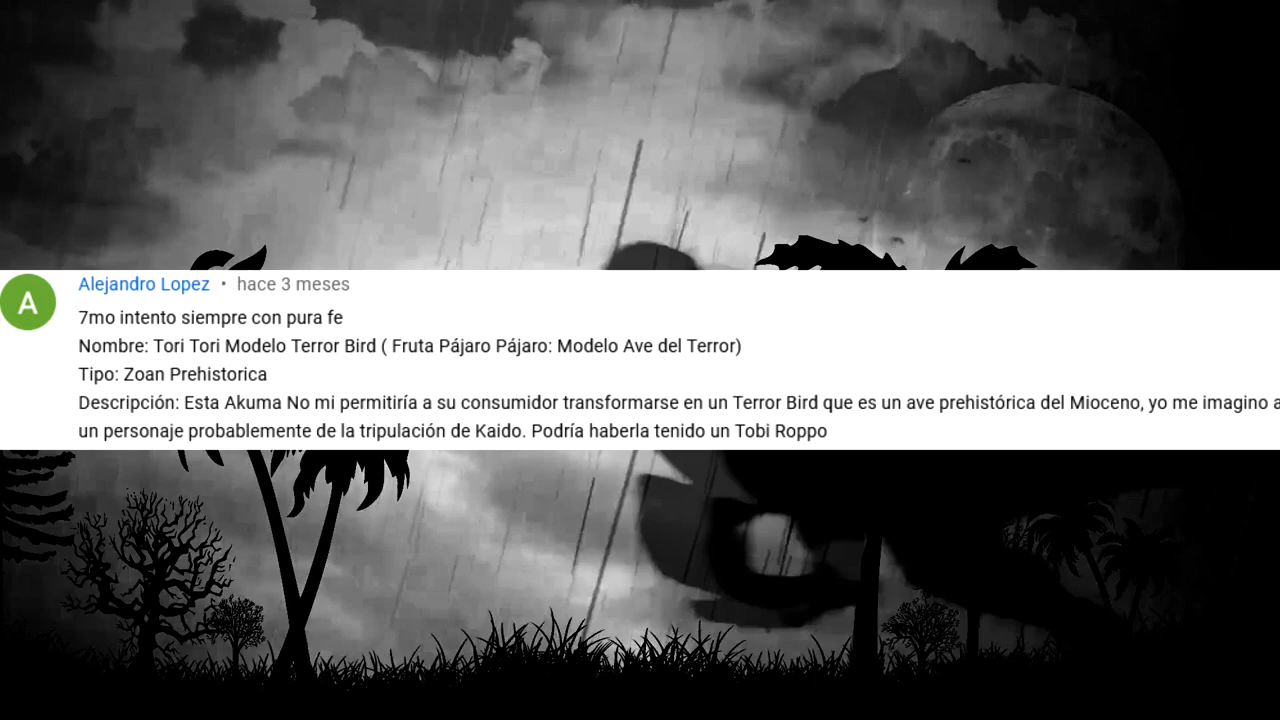 A
Alejandro Lopez • hace 3 meses
7mo intento siempre con pura fe
Nombre: Tori Tori Modelo Terror Bird ( Fruta Pájaro Pájaro: Modelo Ave del Terror)
Tipo: Zoan Prehistorica
Descripción: Esta Akuma No mi permitiría a su consumidor transformarse en un Terror Bird que es un ave prehistórica del Mioceno, yo me imagino a
un personaje probablemente de la tripulación de Kaido. Podría haberla tenido un Tobi Roppo